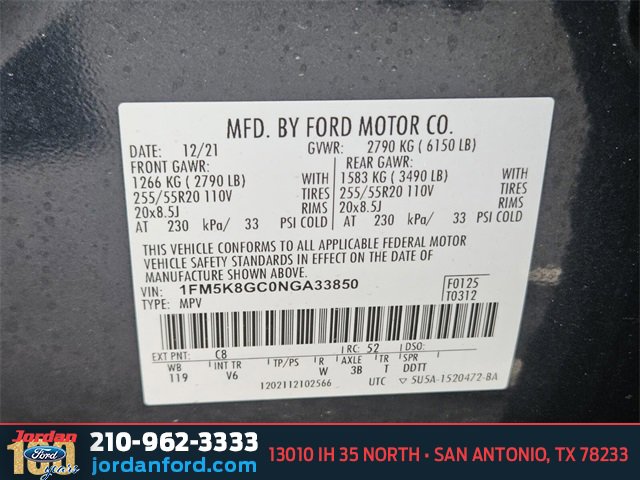 MFD. BY FORD MOTOR CO.
DATE: 12/21 GVWR: 2790 KG ( 6150 LB)
FRONT GAWR: REAR GAWR:
1266 KG ( 2790 LB) WITH 1583 KG ( 3490 LB) WITH
255/55R20 110V TIRES 255/55R20 110V TIRES
20x8.5J RIMS 20x8.5J RIMS
AT 230 kPa/ 33 PSI COLD AT 230 kPa/ 33 PSI COLD
THIS VEHICLE CONFORMS TO ALL APPLICABLE FEDERAL MOTOR
VEHICLE SAFETY STANDARDS IN EFFECT ON THE DATE OF
MANUFACTURE SHOWN ABOVE.
VIN: 1FM5K8GC0NGA33850 F0125
TYPE: MPV T0312
EXT PNT: C8 RC: 52 DSO:
WB INT TR TP/PS R AXLE TR SPR
119 V6 W 3B T DDTT
1202112102566 UTC 5U5A-1520472-BA
Jordan
100
years
210-962-3333
jordanford.com
13010 IH 35 NORTH • SAN ANTONIO, TX 78233